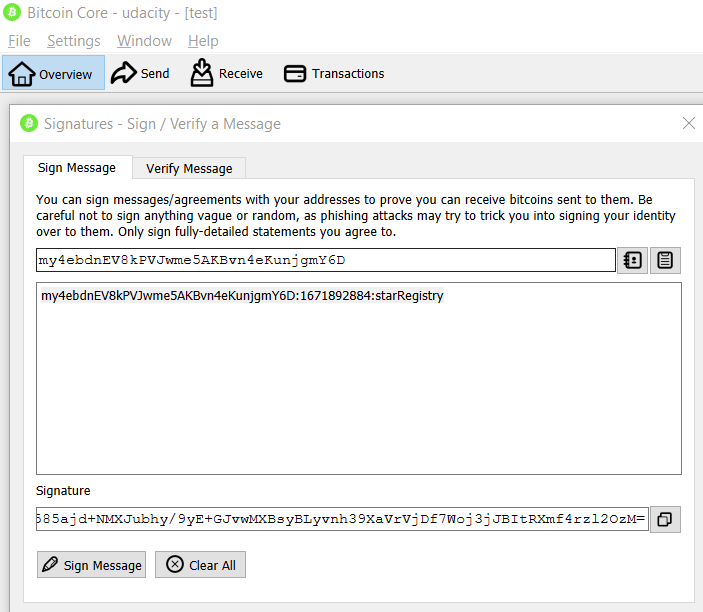 Bitcoin Core - udacity - [test]
File Settings Window Help
Overview Send Receive Transactions
Signatures - Sign / Verify a Message
Sign Message Verify Message
You can sign messages/agreements with your addresses to prove you can receive bitcoins sent to them. Be
careful not to sign anything vague or random, as phishing attacks may try to trick you into signing your identity
over to them. Only sign fully-detailed statements you agree to.
my4ebdnEV8kPVJwme5AKBvn4eKunjgmY6D
my4ebdnEV8kPVJwme5AKBvn4eKunjgmY6D:1671892884:starRegistry
Signature
685ajd+NMXJubhy/9yE+GJvwMXBsyBLyvnh39XaVrVjDf7Woj3jJBItRXmf4rzl2OzM=
Sign Message Clear All